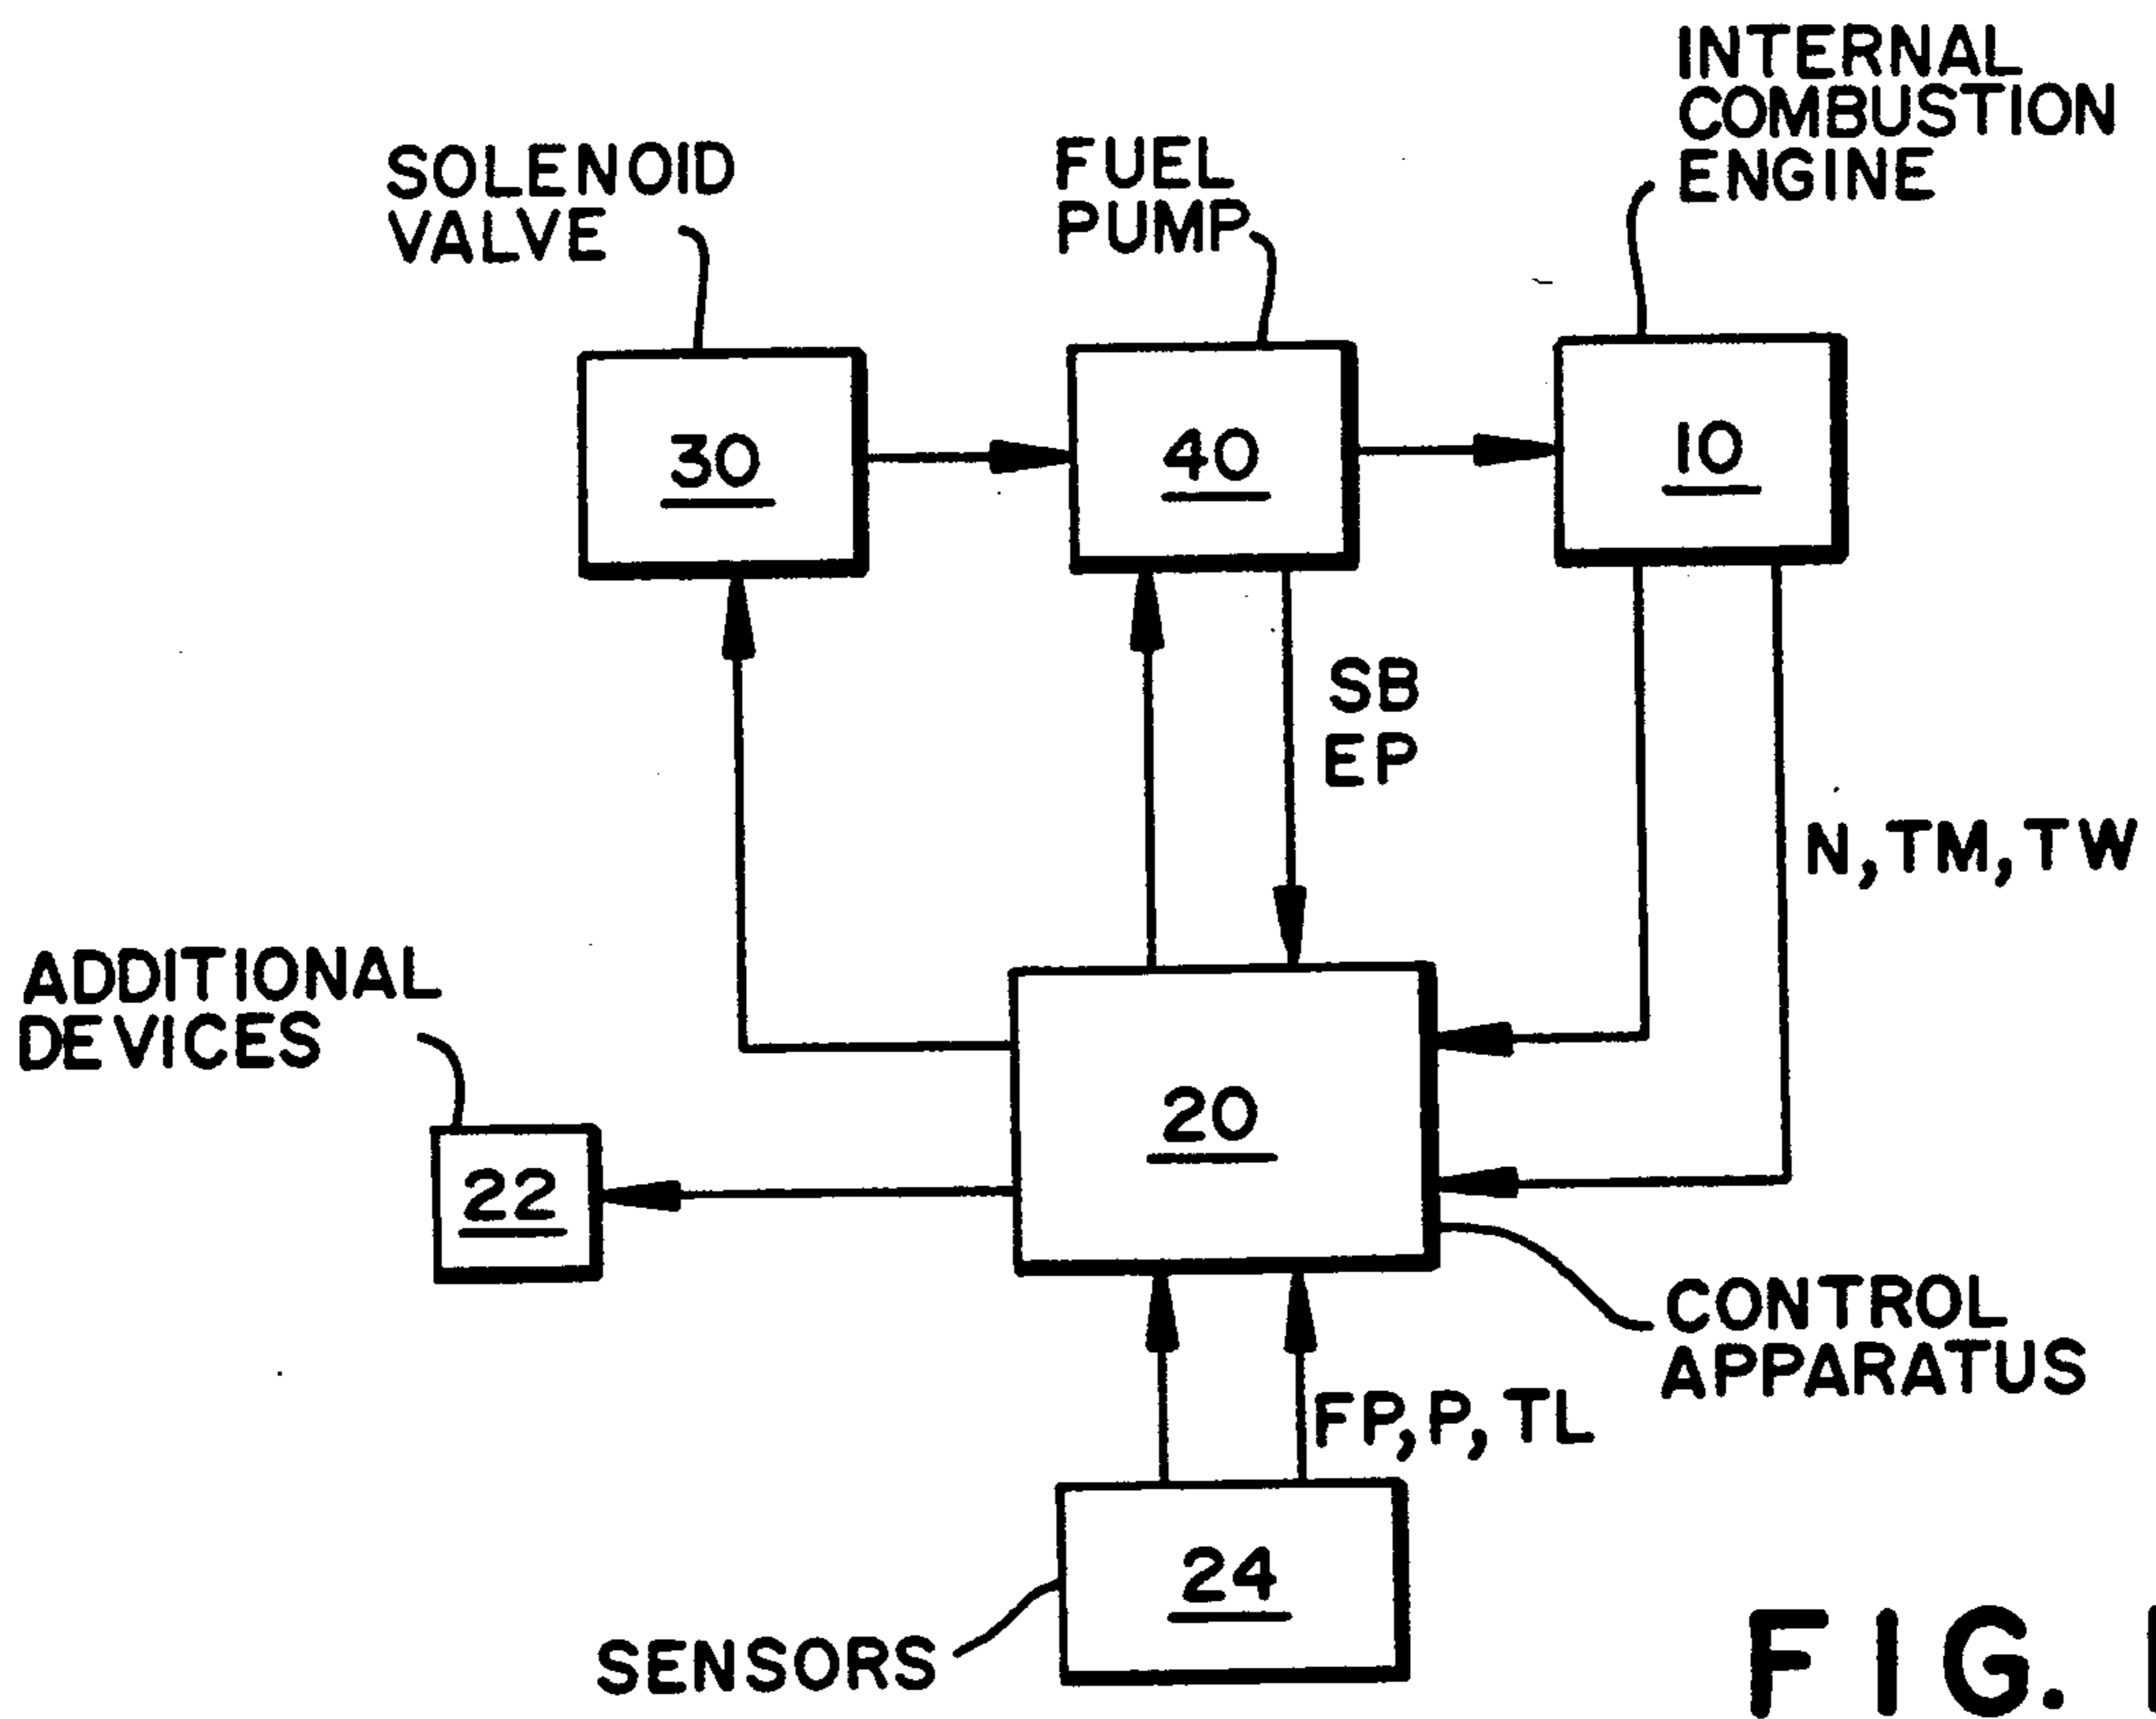 INTERNAL
COMBUSTION
ENGINE
SOLENOID
VALVE
FUEL
PUMP
30
40
10
SB
EP
N,TM,TW
ADDITIONAL
DEVICES
20
22
CONTROL
APPARATUS
FP,P,TL
24
SENSORS
FIG.